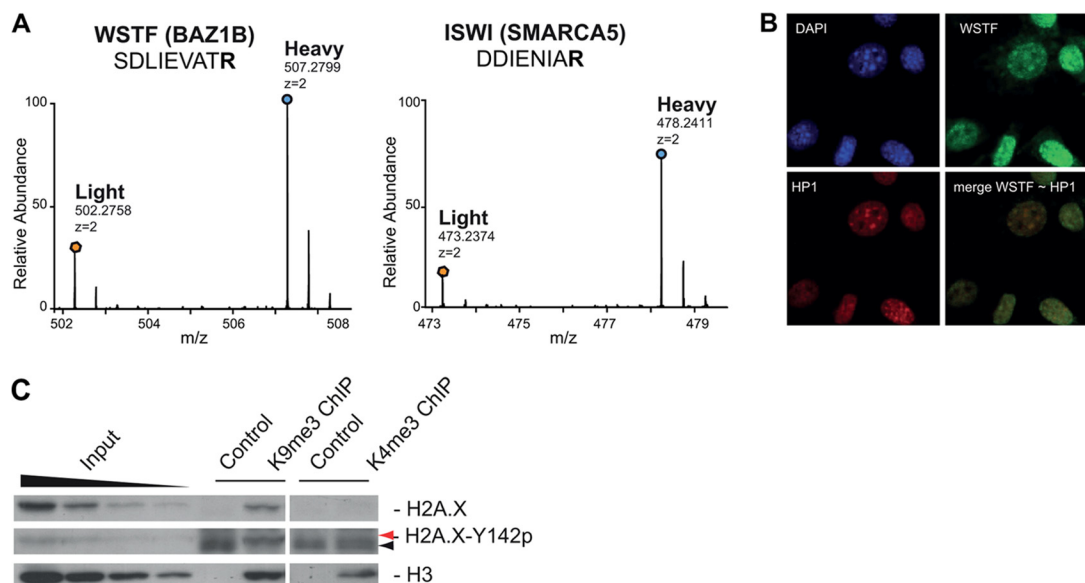 A
WSTF (BAZ1B)
SDLIEVATR
Heavy
507.2799
z=2
Light
502.2758
z=2
100
50
0
Relative Abundance
502 504 506 508
m/z
ISWI (SMARCA5)
DDIENIAR
Heavy
478.2411
z=2
Light
473.2374
z=2
100
50
0
Relative Abundance
473 475 477 479
m/z
B
DAPI
WSTF
HP1
merge WSTF ~ HP1
C
Input
Control
K9me3 ChIP
Control
K4me3 ChIP
- H2A.X
- H2A.X-Y142p
- H3